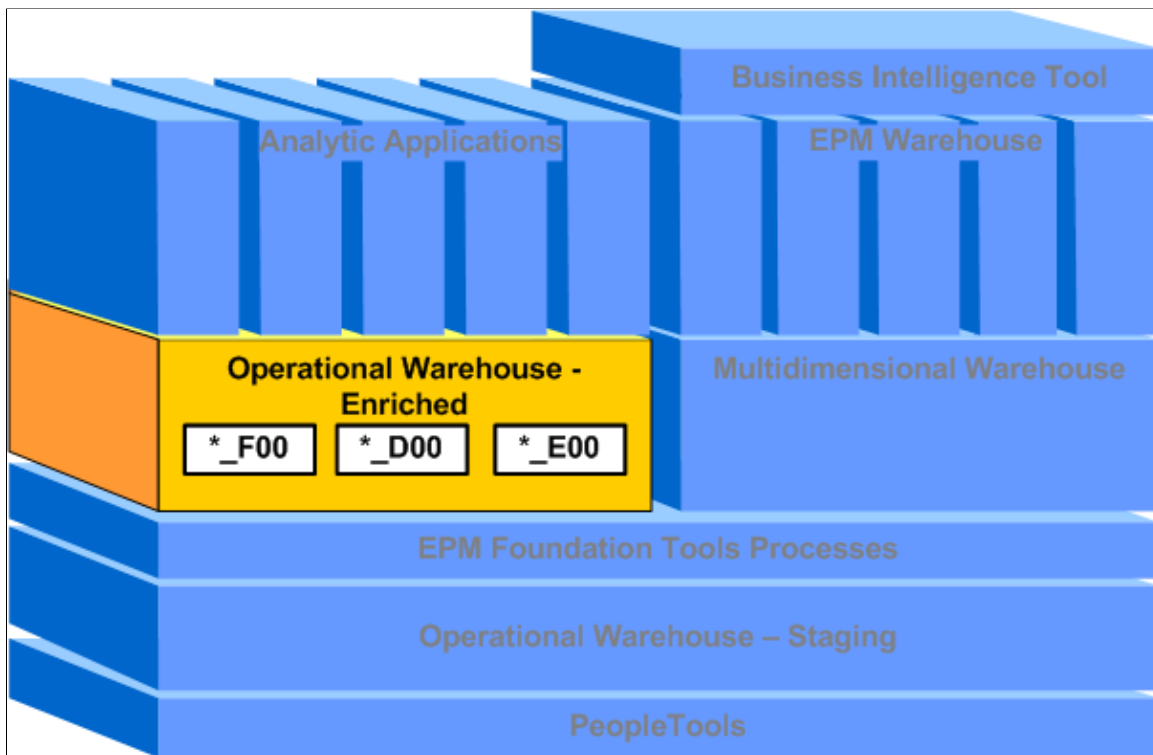 Business Intelligence Tool
Analytic Applications
EPM Warehouse
Operational Warehouse -
Enriched
*_F00
*_D00
*_E00
Multidimensional Warehouse
EPM Foundation Tools Processes
Operational Warehouse – Staging
PeopleTools